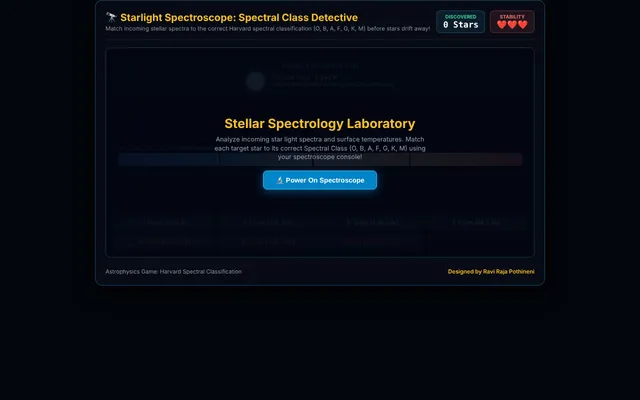 🔭 Starlight Spectroscope: Spectral Class Detective
Match incoming stellar spectra to the correct Harvard spectral classification (O, B, A, F, G, K, M) before stars drift away!
DISCOVERED
0 Stars
STABILITY
❤️❤️❤️
Stellar Spectrology Laboratory
Analyze incoming star light spectra and surface temperatures. Match
each target star to its correct Spectral Class (O, B, A, F, G, K, M) using
your spectroscope console!
🔬 Power On Spectroscope
Astrophysics Game: Harvard Spectral Classification
Designed by Ravi Raja Pothineni